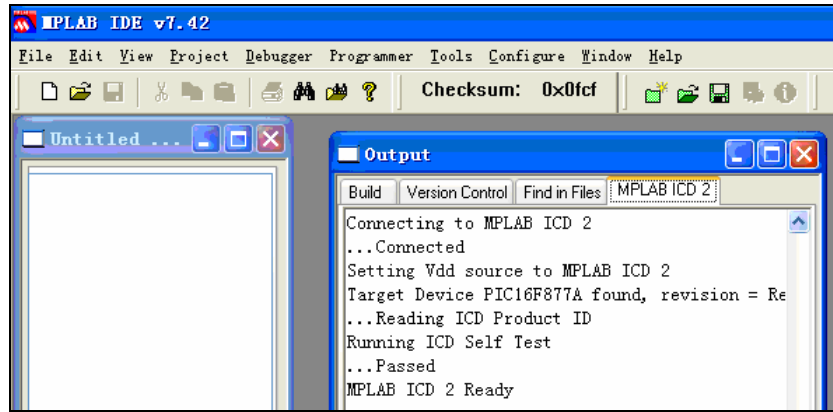 MPLAB IDE v7.42
File Edit View Project Debugger Programmer Tools Configure Window Help
Checksum: 0x0fcf
Untitled ...
Output
Build Version Control Find in Files MPLAB ICD 2
Connecting to MPLAB ICD 2
...Connected
Setting Vdd source to MPLAB ICD 2
Target Device PIC16F877A found, revision = Re
...Reading ICD Product ID
Running ICD Self Test
...Passed
MPLAB ICD 2 Ready